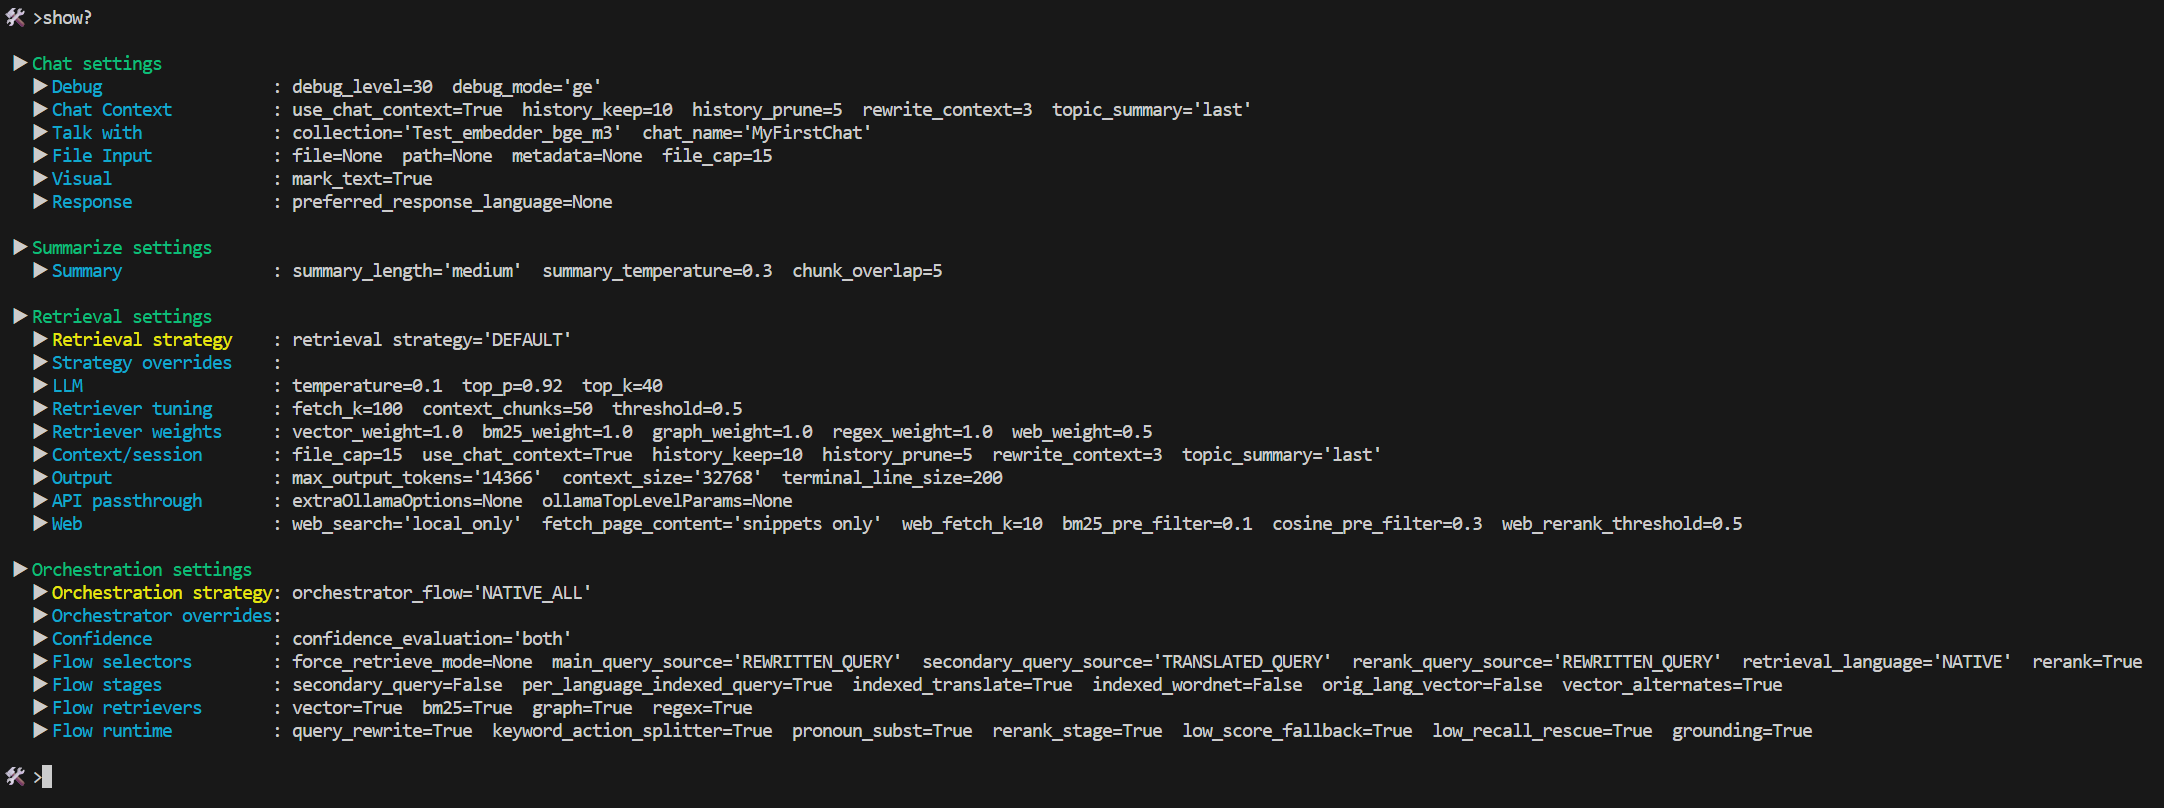 🛠 >show?
▶ Chat settings
▶ Debug : debug_level=30 debug_mode='ge'
▶ Chat Context : use_chat_context=True history_keep=10 history_prune=5 rewrite_context=3 topic_summary='last'
▶ Talk with : collection='Test_embedder_bge_m3' chat_name='MyFirstChat'
▶ File Input : file=None path=None metadata=None file_cap=15
▶ Visual : mark_text=True
▶ Response : preferred_response_language=None
▶ Summarize settings
▶ Summary : summary_length='medium' summary_temperature=0.3 chunk_overlap=5
▶ Retrieval settings
▶ Retrieval strategy : retrieval strategy='DEFAULT'
▶ Strategy overrides :
▶ LLM : temperature=0.1 top_p=0.92 top_k=40
▶ Retriever tuning : fetch_k=100 context_chunks=50 threshold=0.5
▶ Retriever weights : vector_weight=1.0 bm25_weight=1.0 graph_weight=1.0 regex_weight=1.0 web_weight=0.5
▶ Context/session : file_cap=15 use_chat_context=True history_keep=10 history_prune=5 rewrite_context=3 topic_summary='last'
▶ Output : max_output_tokens='14366' context_size='32768' terminal_line_size=200
▶ API passthrough : extraOllamaOptions=None ollamaTopLevelParams=None
▶ Web : web_search='local_only' fetch_page_content='snippets only' web_fetch_k=10 bm25_pre_filter=0.1 cosine_pre_filter=0.3 web_rerank_threshold=0.5
▶ Orchestration settings
▶ Orchestration strategy: orchestrator_flow='NATIVE_ALL'
▶ Orchestrator overrides:
▶ Confidence : confidence_evaluation='both'
▶ Flow selectors : force_retrieve_mode=None main_query_source='REWRITTEN_QUERY' secondary_query_source='TRANSLATED_QUERY' rerank_query_source='REWRITTEN_QUERY' retrieval_language='NATIVE' rerank=True
▶ Flow stages : secondary_query=False per_language_indexed_query=True indexed_translate=True indexed_wordnet=False orig_lang_vector=False vector_alternates=True
▶ Flow retrievers : vector=True bm25=True graph=True regex=True
▶ Flow runtime : query_rewrite=True keyword_action_splitter=True pronoun_subst=True rerank_stage=True low_score_fallback=True low_recall_rescue=True grounding=True
🛠 >